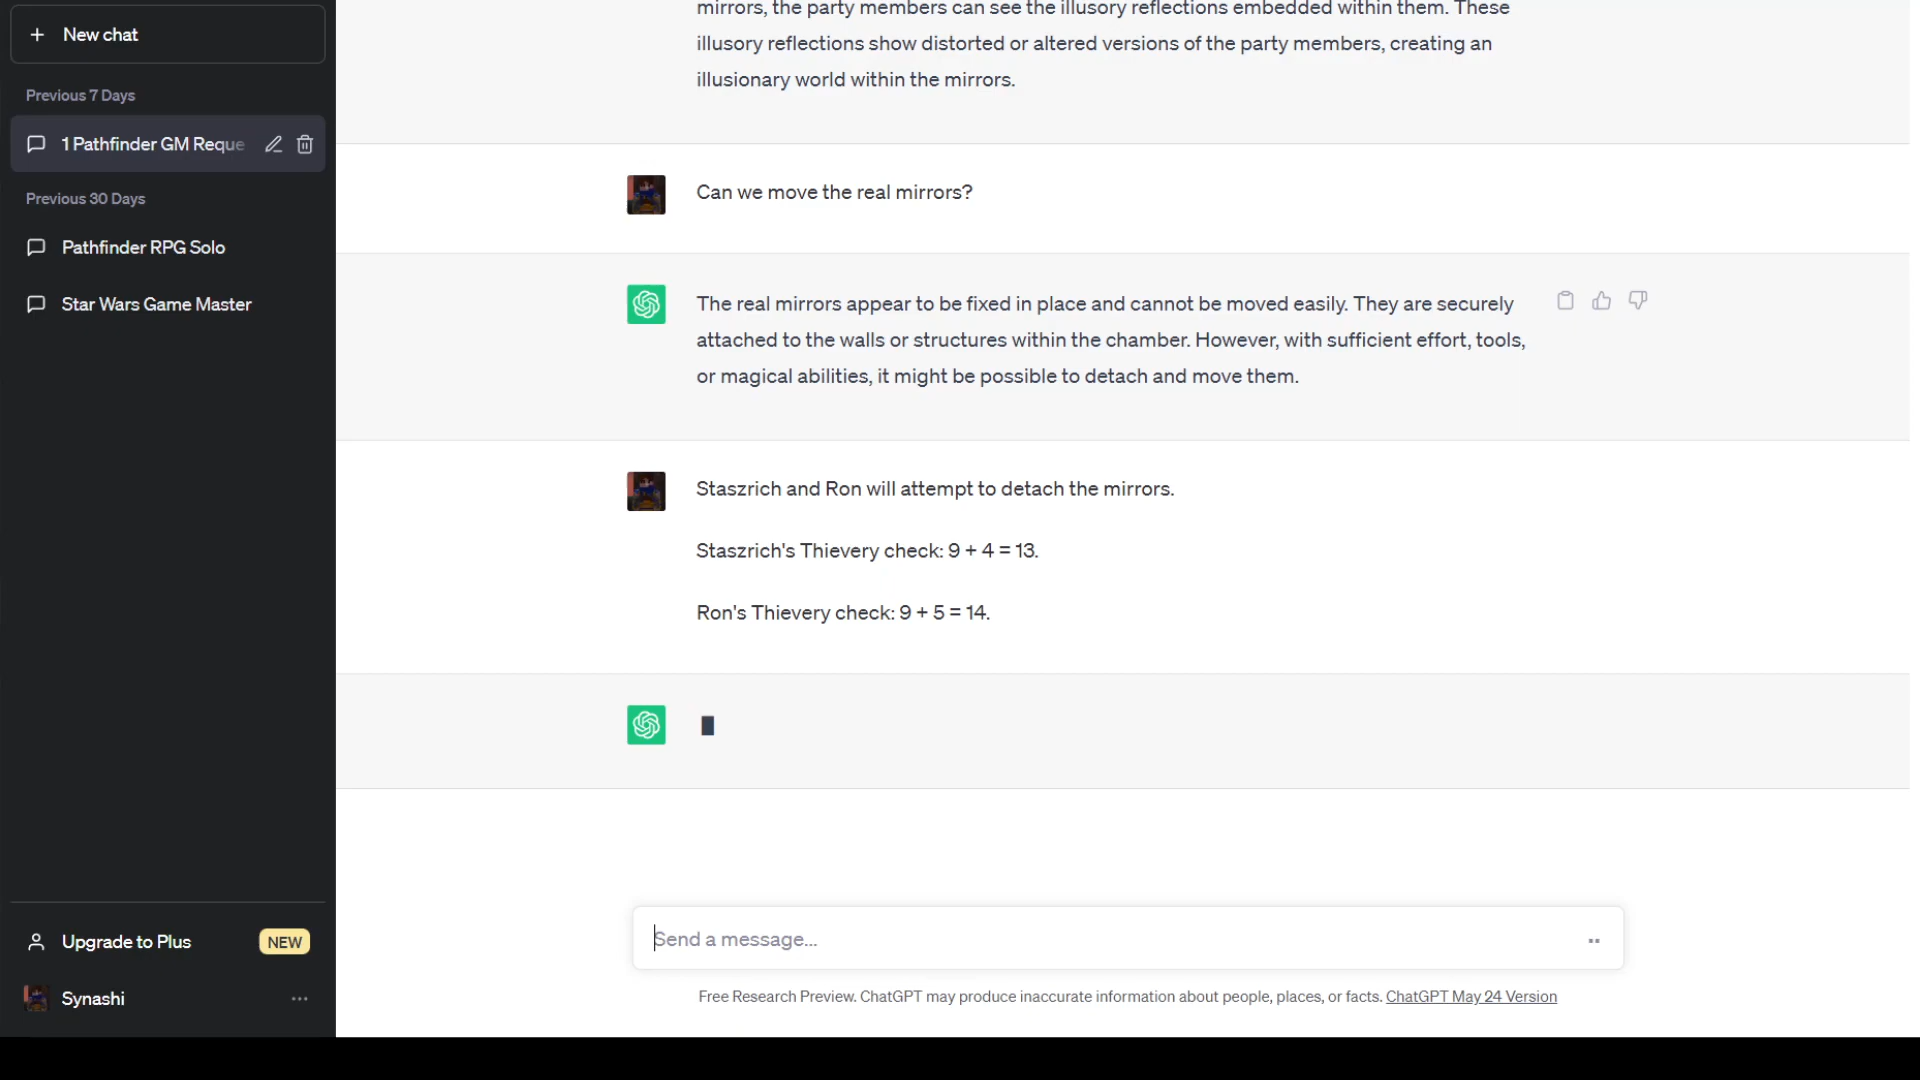 New chat
Previous 7 Days
1 Pathfinder GM Reque
Previous 30 Days
Pathfinder RPG Solo
Star Wars Game Master
Upgrade to Plus
NEW
Synashi
mirrors, the party members can see the illusory reflections embedded within them. These
illusory reflections show distorted or altered versions of the party members, creating an
illusionary world within the mirrors.
Can we move the real mirrors?
The real mirrors appear to be fixed in place and cannot be moved easily. They are securely
attached to the walls or structures within the chamber. However, with sufficient effort, tools,
or magical abilities, it might be possible to detach and move them.
Staszrich and Ron will attempt to detach the mirrors.
Staszrich's Thievery check: 9 + 4 = 13.
Ron's Thievery check: 9 + 5 = 14.
Send a message...
Free Research Preview. ChatGPT may produce inaccurate information about people, places, or facts. ChatGPT May 24 Version